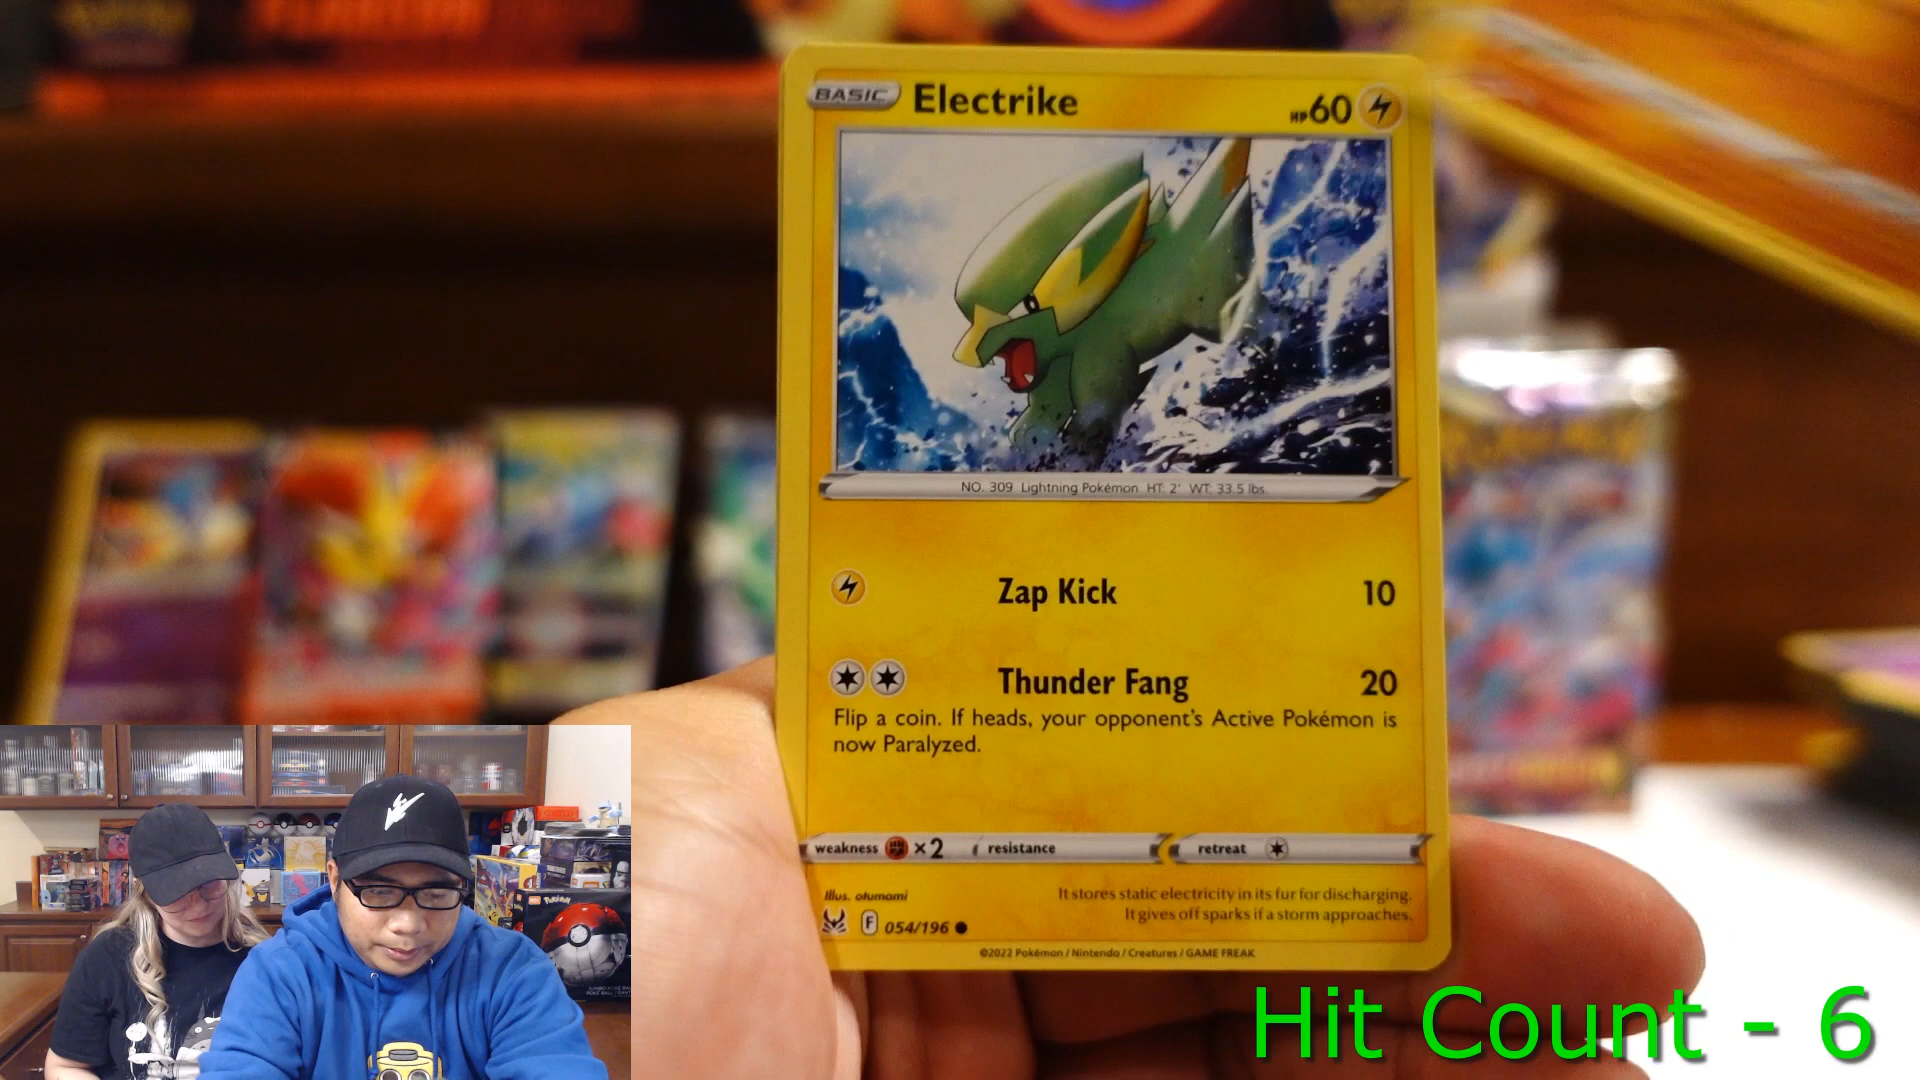 BASIC Electrike HP60
NO. 309 Lightning Pokémon HT: 2' WT: 33.5 lbs.
Zap Kick 10
Thunder Fang 20
Flip a coin. If heads, your opponent's Active Pokémon is
now Paralyzed.
weakness ×2 resistance retreat
Illus. otumami
It stores static electricity in its fur for discharging.
It gives off sparks if a storm approaches.
F 054/196
©2022 Pokémon / Nintendo / Creatures / GAME FREAK
Pokémon
Hit Count - 6